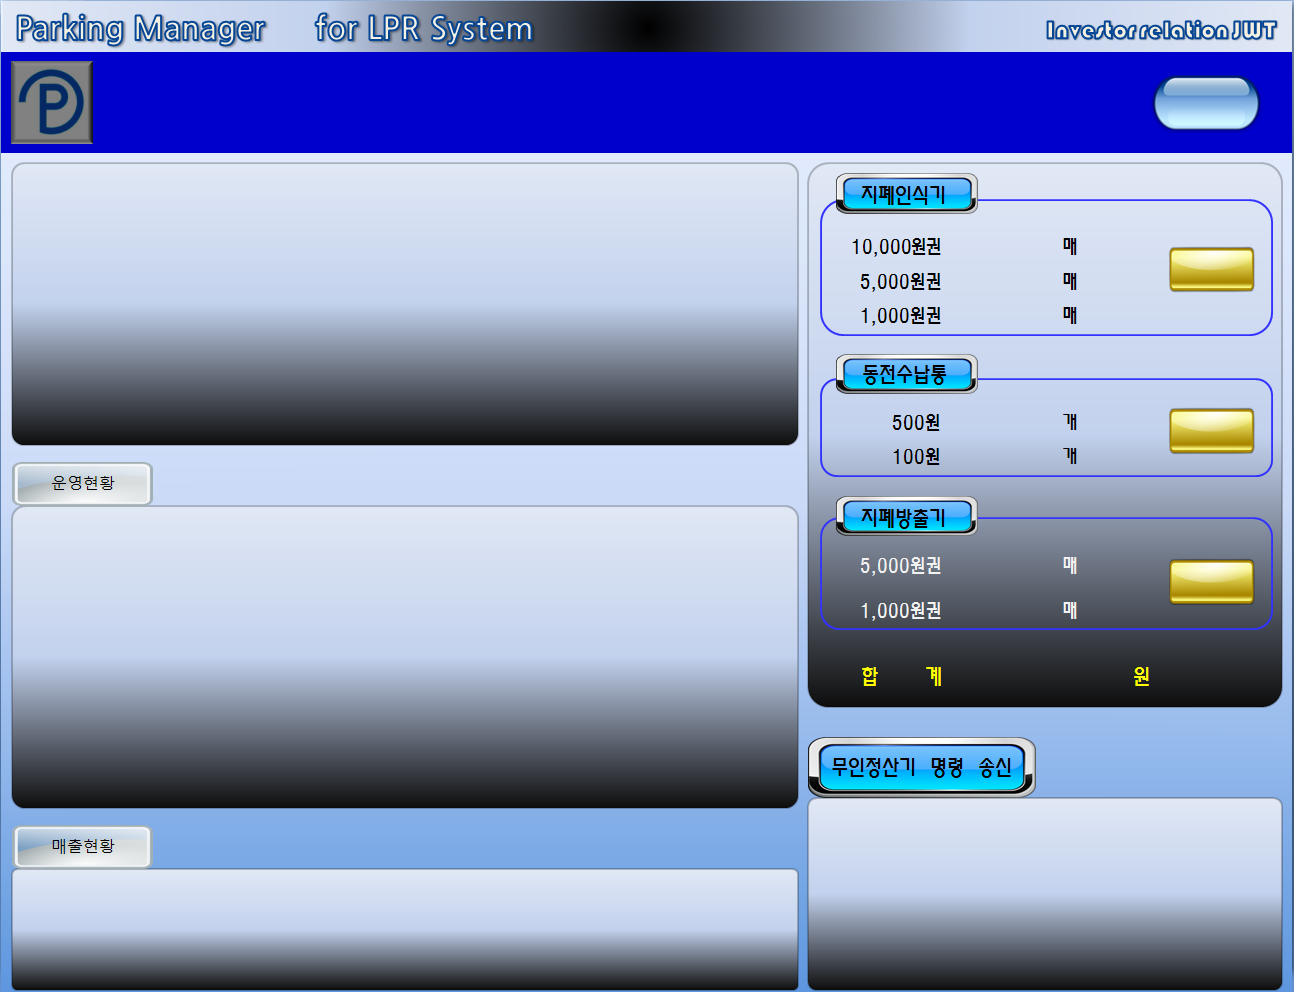 Parking Manager for LPR System
Investor relation JWT
P
지폐인식기
10,000원권 매
5,000원권 매
1,000원권 매
동전수납통
500원 개
100원 개
운영현황
지폐방출기
5,000원권 매
1,000원권 매
합 계 원
무인정산기 명령 송신
매출현황